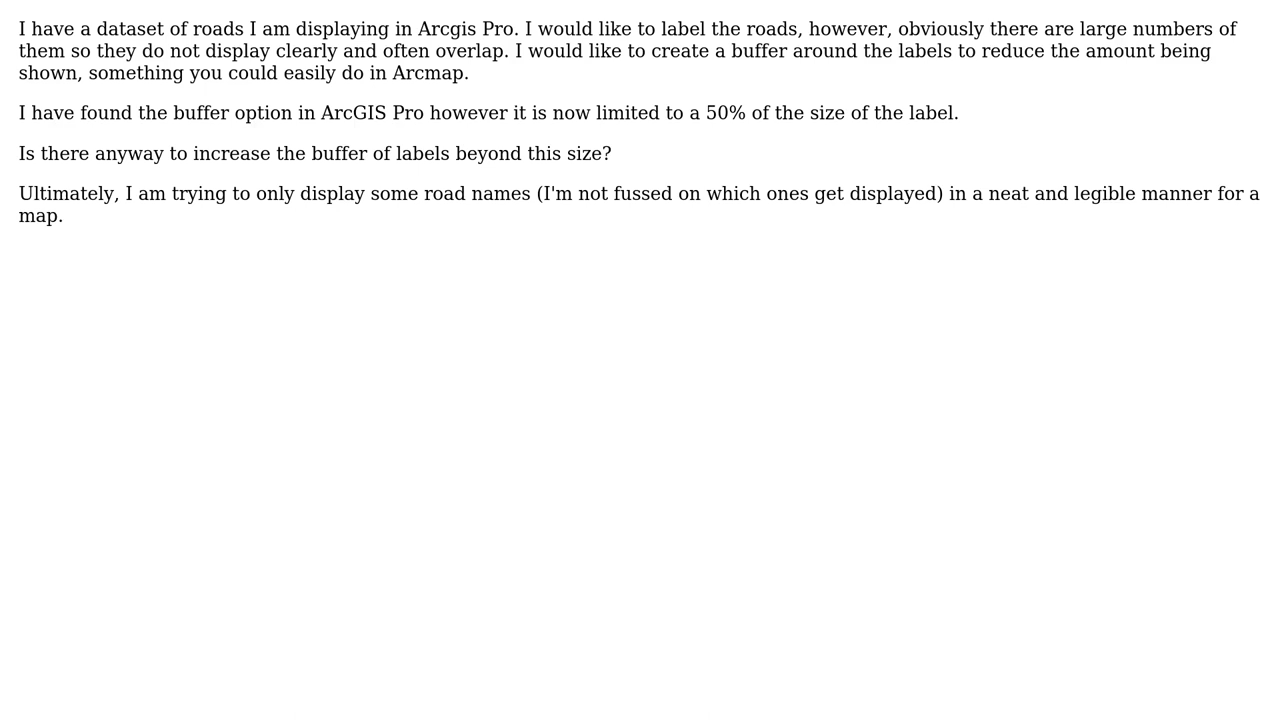 I have a dataset of roads I am displaying in Arcgis Pro. I would like to label the roads, however, obviously there are large numbers of
them so they do not display clearly and often overlap. I would like to create a buffer around the labels to reduce the amount being
shown, something you could easily do in Arcmap.
I have found the buffer option in ArcGIS Pro however it is now limited to a 50% of the size of the label.
Is there anyway to increase the buffer of labels beyond this size?
Ultimately, I am trying to only display some road names (I'm not fussed on which ones get displayed) in a neat and legible manner for a
map.